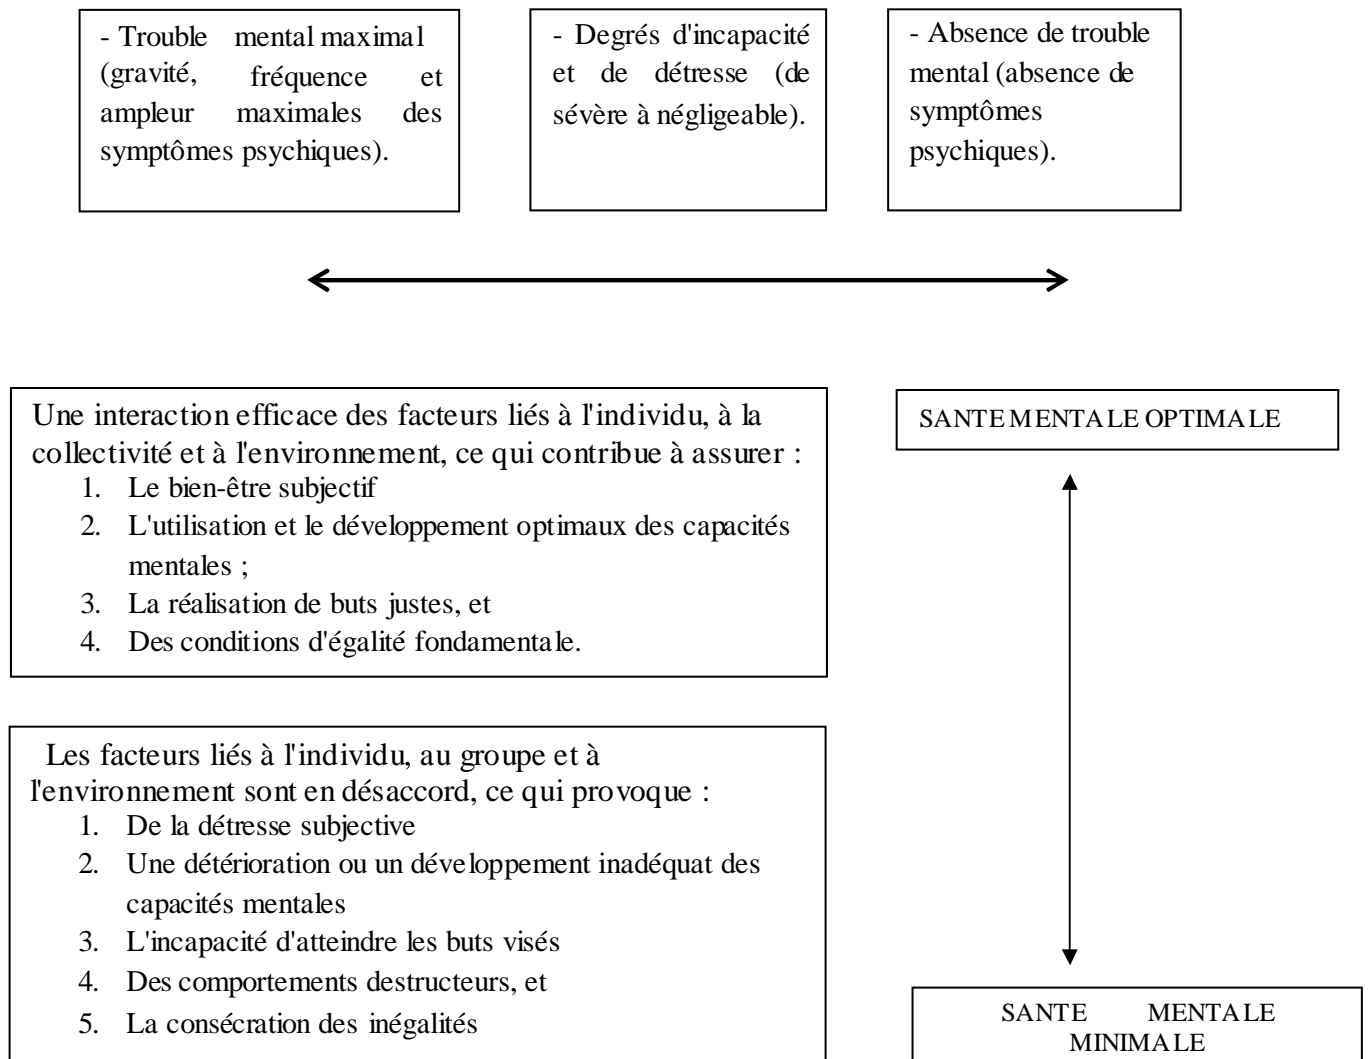 - Trouble mental maximal
(gravité, fréquence et
ampleur maximales des
symptômes psychiques).
- Degrés d'incapacité
et de détresse (de
sévère à négligeable).
- Absence de trouble
mental (absence de
symptômes
psychiques).
Une interaction efficace des facteurs liés à l'individu, à la
collectivité et à l'environnement, ce qui contribue à assurer :
1. Le bien-être subjectif
2. L'utilisation et le développement optimaux des capacités
mentales ;
3. La réalisation de buts justes, et
4. Des conditions d'égalité fondamentale.
SANTE MENTALE OPTIMALE
Les facteurs liés à l'individu, au groupe et à
l'environnement sont en désaccord, ce qui provoque :
1. De la détresse subjective
2. Une détérioration ou un développement inadéquat des
capacités mentales
3. L'incapacité d'atteindre les buts visés
4. Des comportements destructeurs, et
5. La consécration des inégalités
SANTE MENTALE
MINIMALE